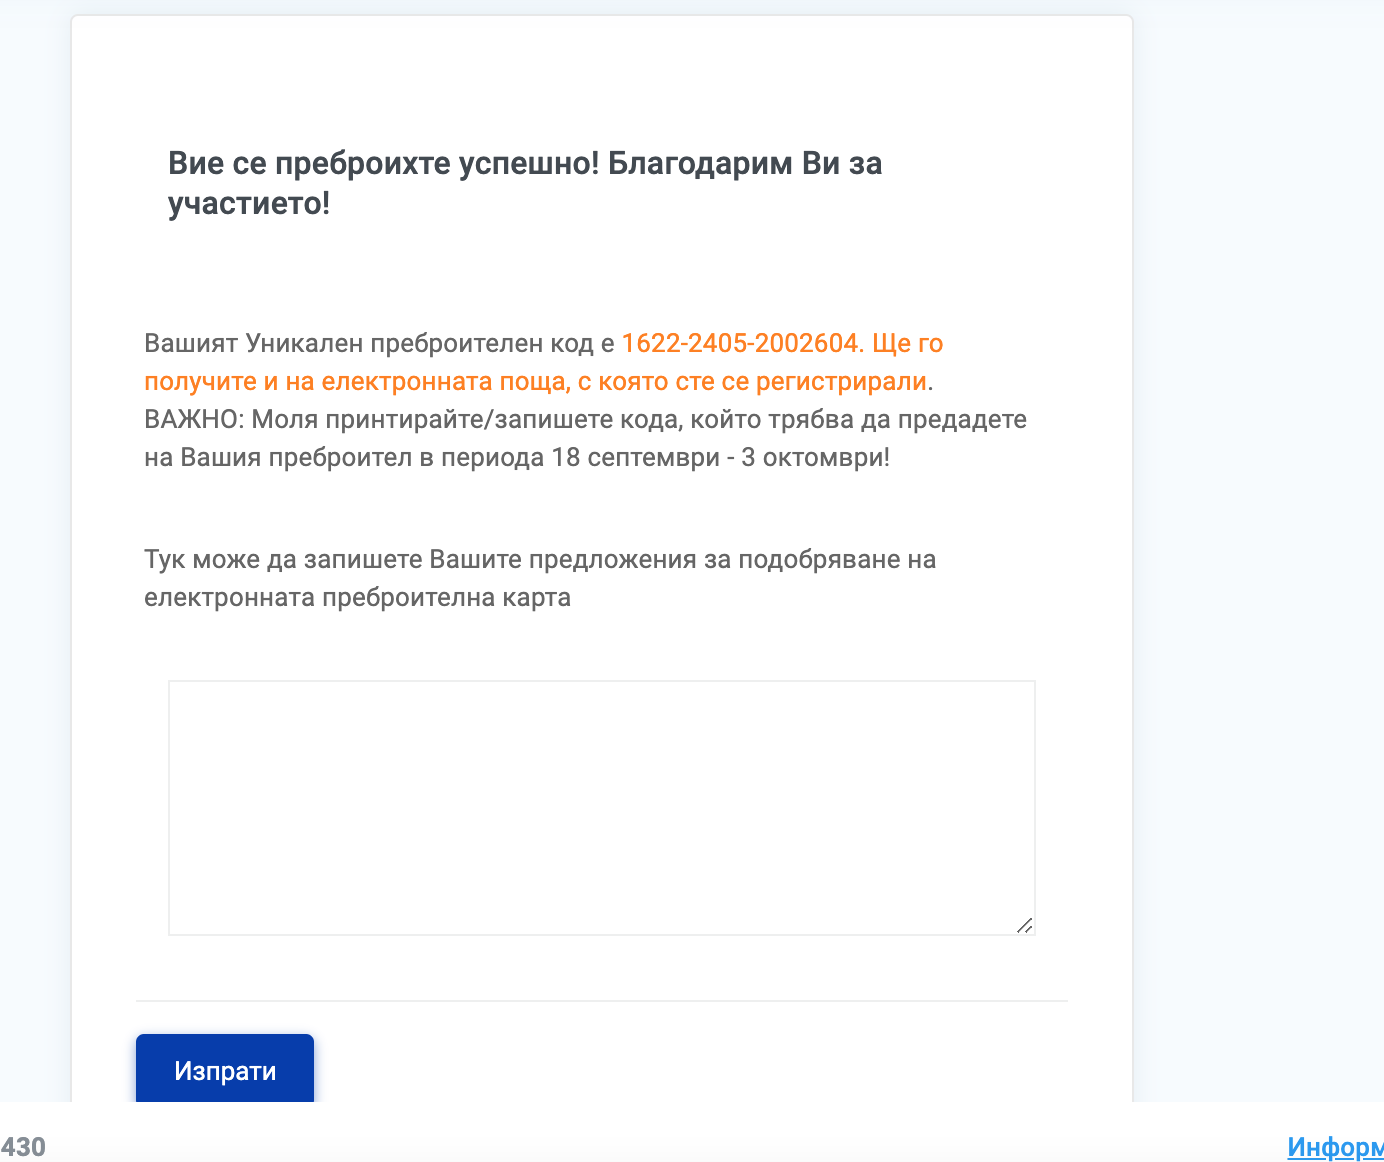 Вие се преброихте успешно! Благодарим Ви за
участието!
Вашият Уникален преброителен код е 1622-2405-2002604. Ще го
получите и на електронната поща, с която сте се регистрирали.
ВАЖНО: Моля принтирайте/запишете кода, който трябва да предадете
на Вашия преброител в периода 18 септември - 3 октомври!
Тук може да запишете Вашите предложения за подобряване на
електронната преброителна карта
Изпрати
430